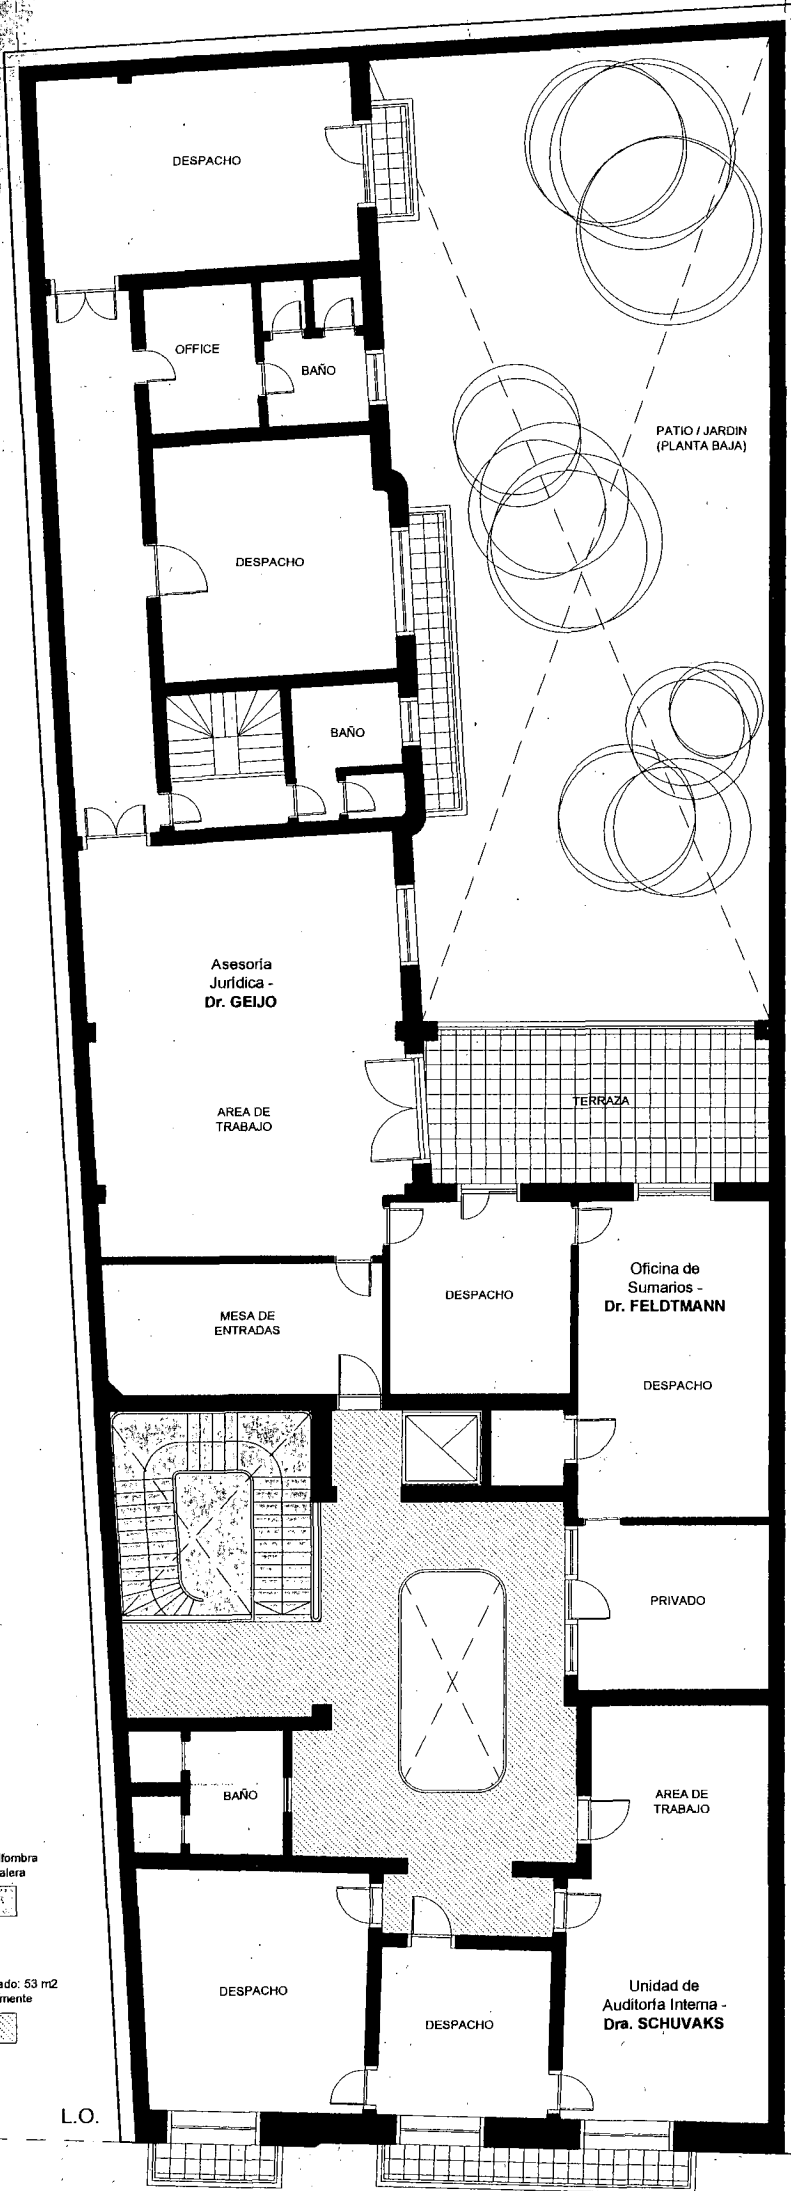 DESPACHO
OFFICE
BAÑO
PATIO / JARDIN
(PLANTA BAJA)
DESPACHO
BAÑO
Asesoría
Jurídica -
Dr. GEIJO
AREA DE
TRABAJO
TERRAZA
Oficina de
Sumarios -
Dr. FELDTMANN
DESPACHO
MESA DE
ENTRADAS
DESPACHO
PRIVADO
AREA DE
TRABAJO
BAÑO
lfombra
alera
ado: 53 m2
mente
DESPACHO
DESPACHO
Unidad de
Auditoría Interna -
Dra. SCHUVAKS
L.O.